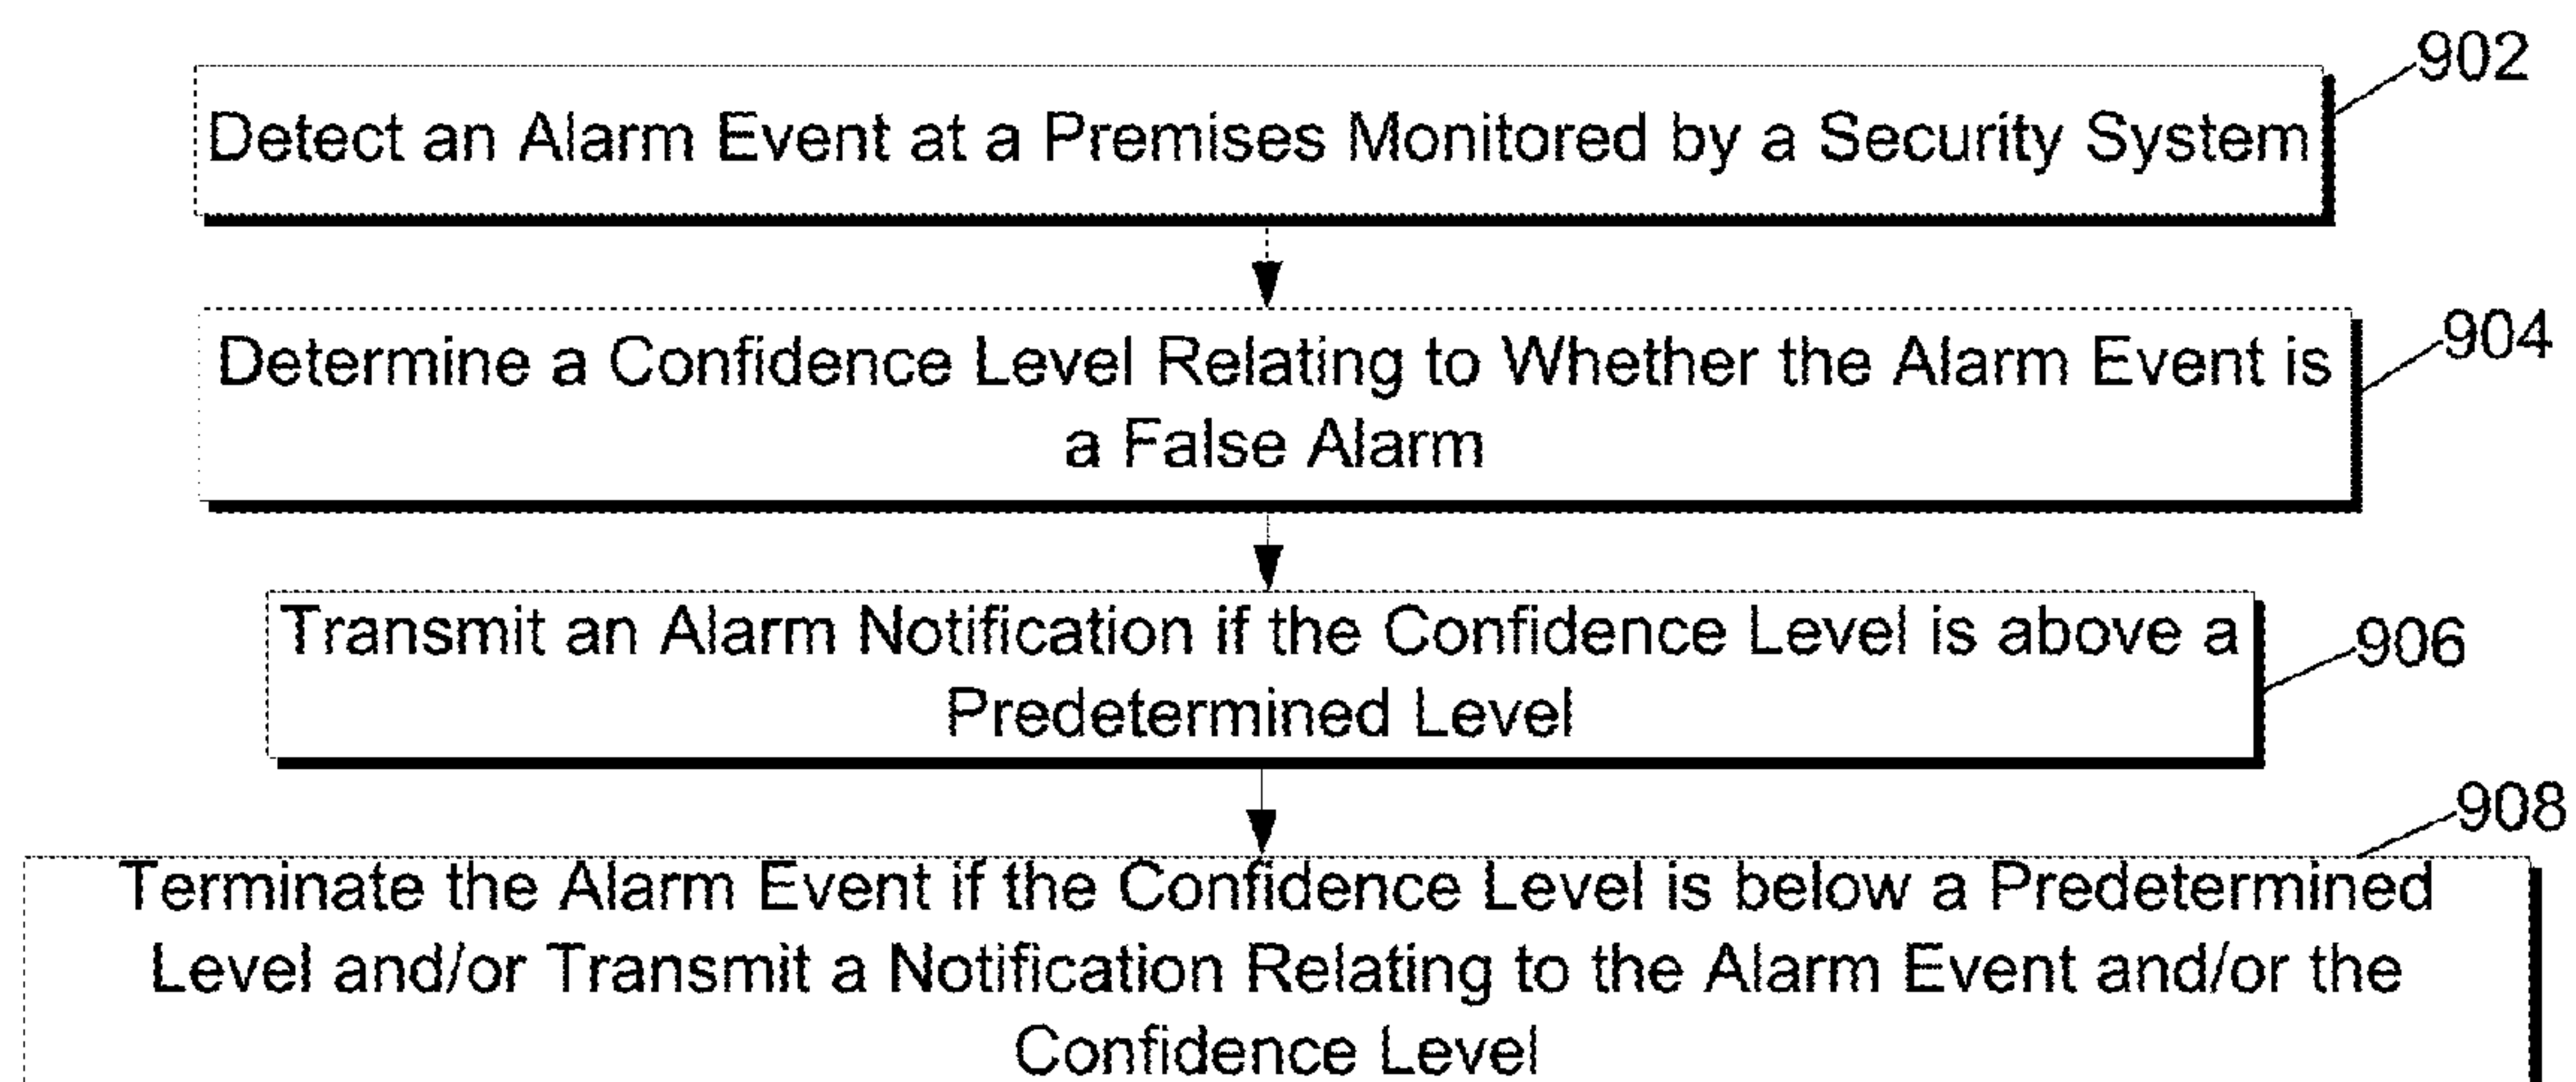 902
Detect an Alarm Event at a Premises Monitored by a Security System
904
Determine a Confidence Level Relating to Whether the Alarm Event is
a False Alarm
906
Transmit an Alarm Notification if the Confidence Level is above a
Predetermined Level
908
Terminate the Alarm Event if the Confidence Level is below a Predetermined
Level and/or Transmit a Notification Relating to the Alarm Event and/or the
Confidence Level